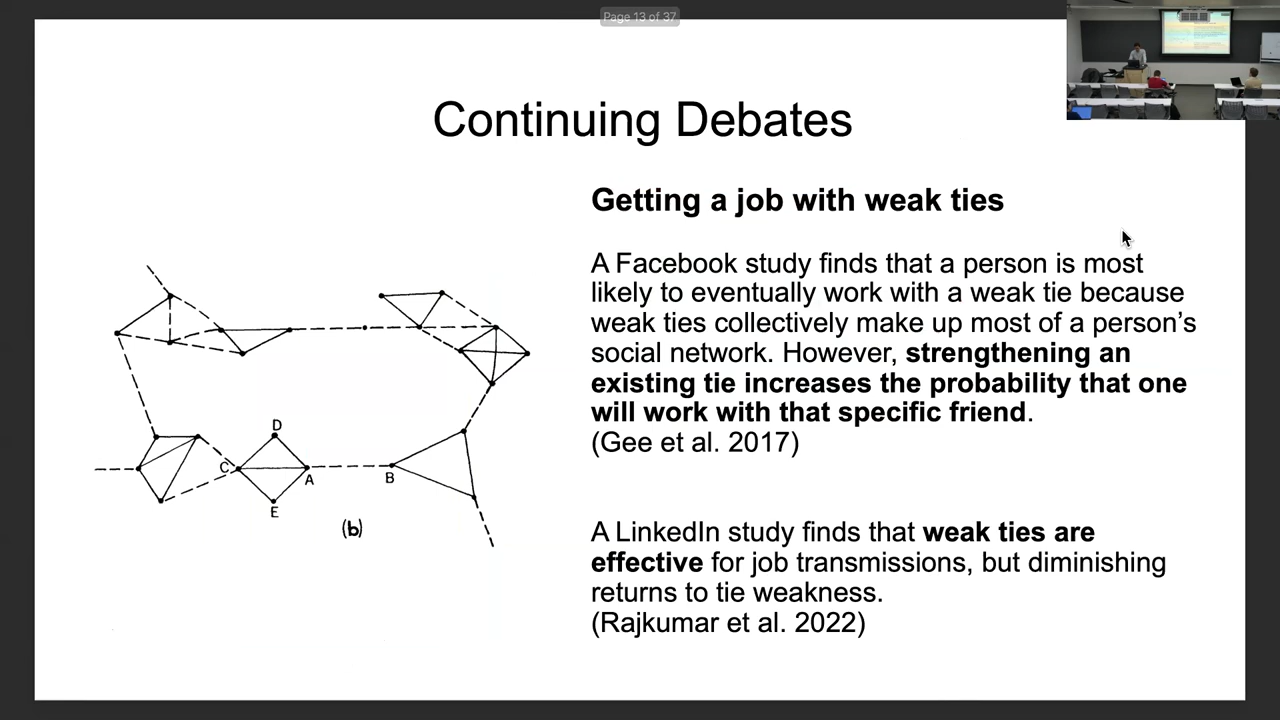 Page 13 of 37
Continuing Debates
Getting a job with weak ties
A Facebook study finds that a person is most
likely to eventually work with a weak tie because
weak ties collectively make up most of a person's
social network. However, strengthening an
existing tie increases the probability that one
will work with that specific friend.
(Gee et al. 2017)
A LinkedIn study finds that weak ties are
effective for job transmissions, but diminishing
returns to tie weakness.
(Rajkumar et al. 2022)
D
C
A
B
E
(b)